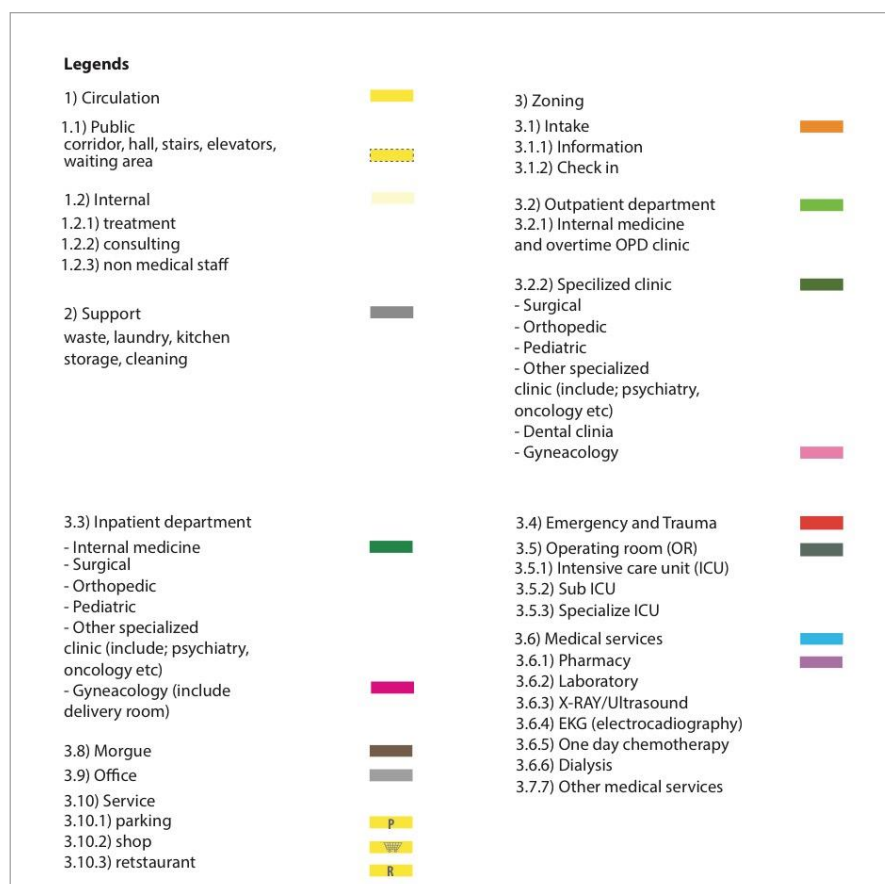 Legends
1) Circulation
1.1) Public
corridor, hall, stairs, elevators,
waiting area
1.2) Internal
1.2.1) treatment
1.2.2) consulting
1.2.3) non medical staff
2) Support
waste, laundry, kitchen
storage, cleaning
3) Zoning
3.1) Intake
3.1.1) Information
3.1.2) Check in
3.2) Outpatient department
3.2.1) Internal medicine
and overtime OPD clinic
3.2.2) Specilized clinic
- Surgical
- Orthopedic
- Pediatric
- Other specialized
clinic (include; psychiatry,
oncology etc)
- Dental clinia
- Gyneacology
3.3) Inpatient department
- Internal medicine
- Surgical
- Orthopedic
- Pediatric
- Other specialized
clinic (include; psychiatry,
oncology etc)
- Gyneacology (include
delivery room)
3.8) Morgue
3.9) Office
3.10) Service
3.10.1) parking
P
3.10.2) shop
3.10.3) retstaurant
R
3.4) Emergency and Trauma
3.5) Operating room (OR)
3.5.1) Intensive care unit (ICU)
3.5.2) Sub ICU
3.5.3) Specialize ICU
3.6) Medical services
3.6.1) Pharmacy
3.6.2) Laboratory
3.6.3) X-RAY/Ultrasound
3.6.4) EKG (electrocadiography)
3.6.5) One day chemotherapy
3.6.6) Dialysis
3.7.7) Other medical services